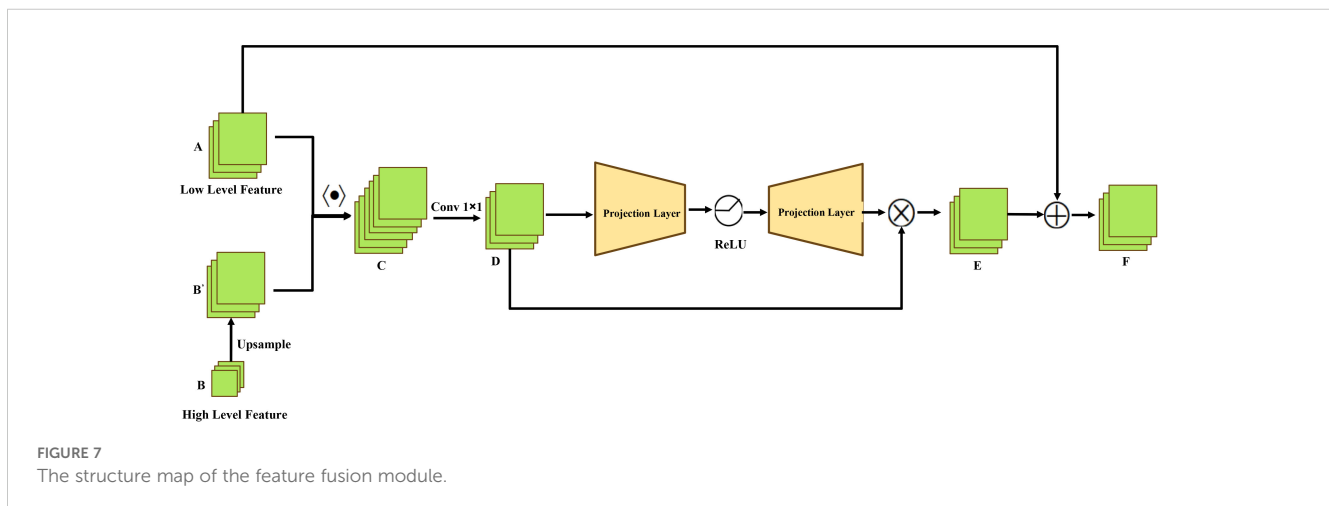 A
Low Level Feature
B'
Upsample
B
High Level Feature
⟨●⟩
C
Conv 1×1
D
Projection Layer
ReLU
Projection Layer
E
F
FIGURE 7
The structure map of the feature fusion module.